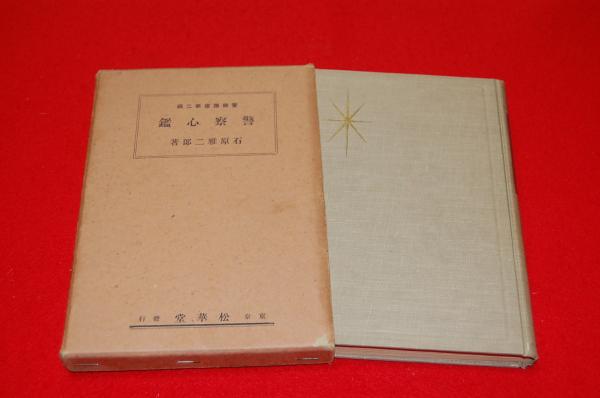 警察心鑑
石原雅二郎著
東京 松華堂 發行